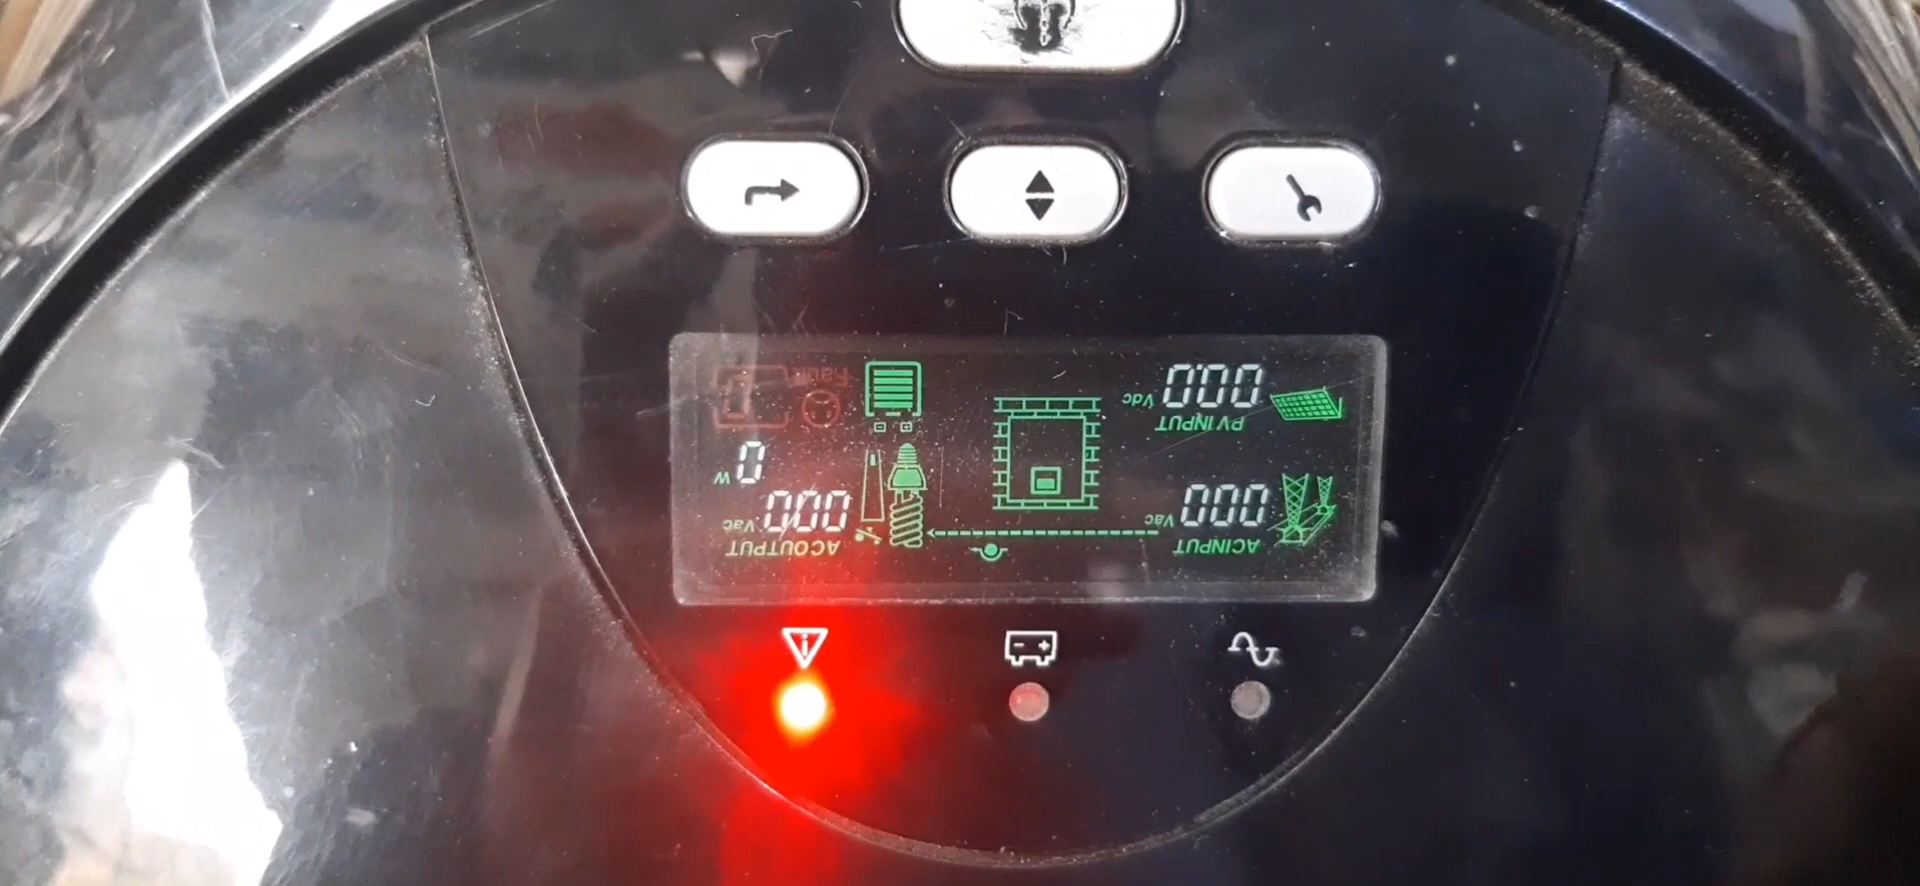 AC INPUT
000 Vac
AC OUTPUT
000 Vac
0 W
PV INPUT
000 Vdc
Fault